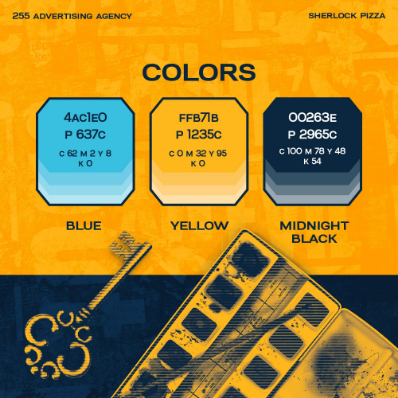 255 ADVERTISING AGENCY
SHERLOCK PIZZA
COLORS
4AC1E0
P 637C
C 62 M 2 Y 8
K 0
FFB71B
P 1235C
C 0 M 32 Y 95
K 0
00263E
P 2965C
C 100 M 78 Y 48
K 54
BLUE
YELLOW
MIDNIGHT
BLACK